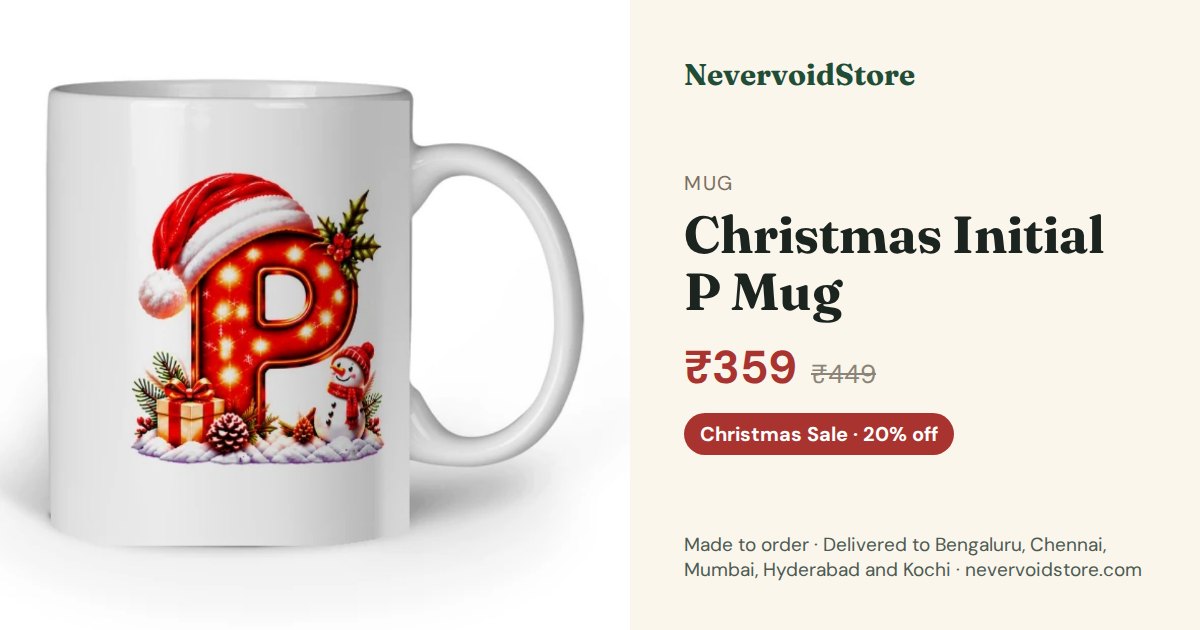 P
NevervoidStore
MUG
Christmas Initial
P Mug
₹359 ₹449
Christmas Sale · 20% off
Made to order · Delivered to Bengaluru, Chennai,
Mumbai, Hyderabad and Kochi · nevervoidstore.com